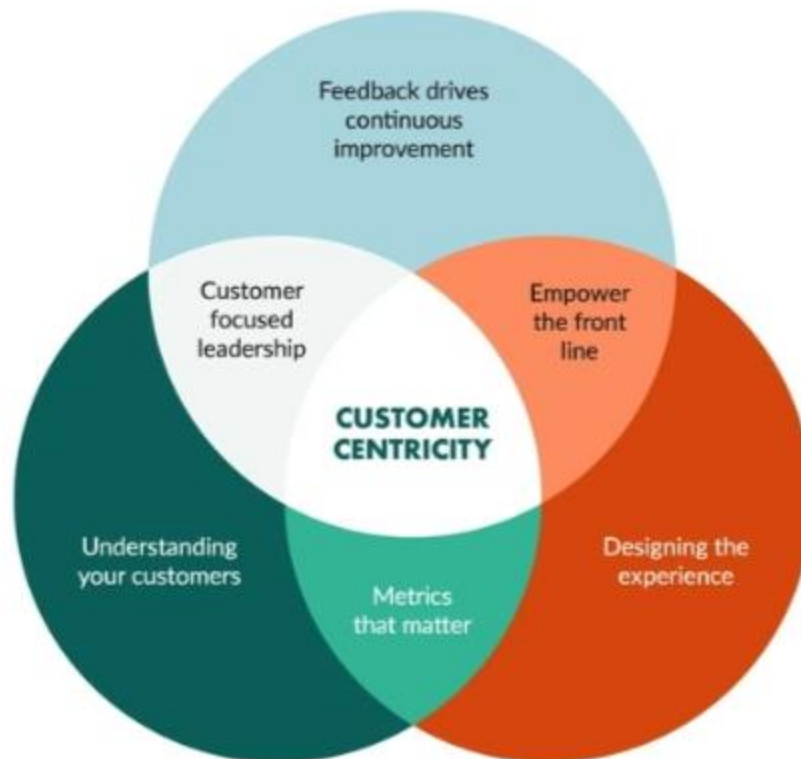 Feedback drives
continuous
improvement
Customer
focused
leadership
Empower
the front
line
CUSTOMER
CENTRICITY
Understanding
your customers
Designing the
experience
Metrics
that matter